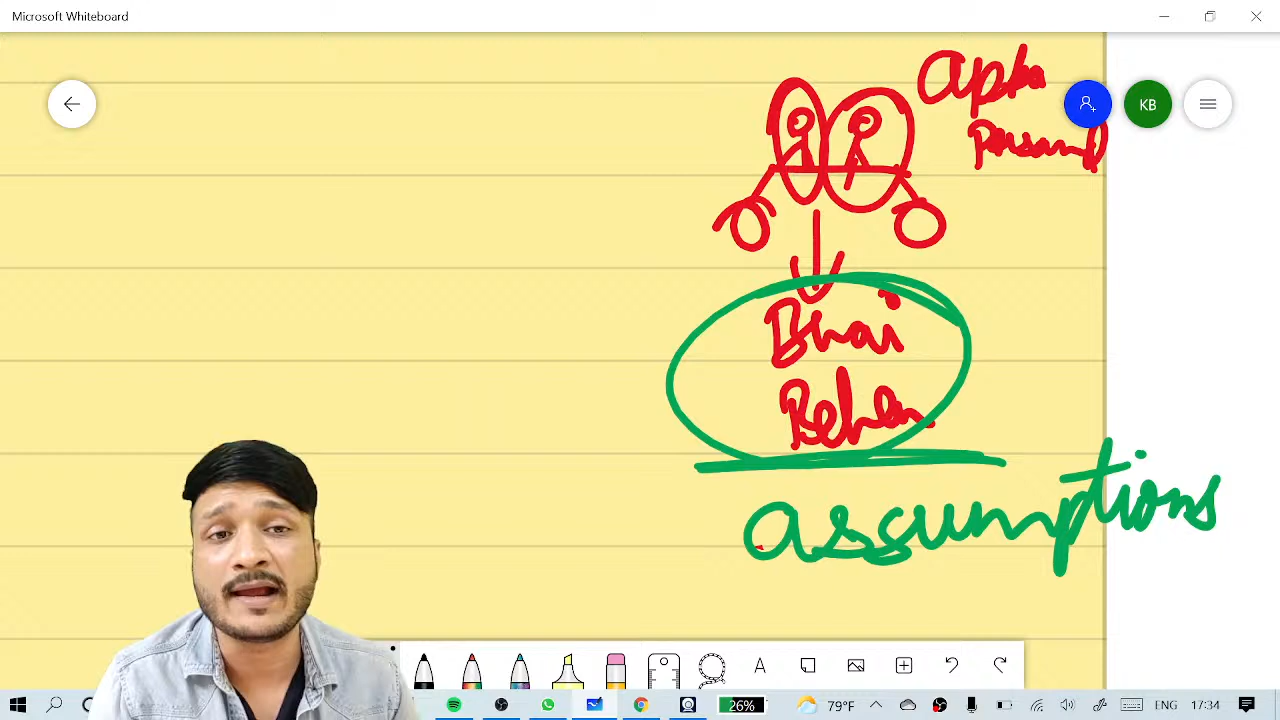 Microsoft Whiteboard
apka
KB
Bhai
Behen
assumptions
A
26%
79°F
ENG
17:34